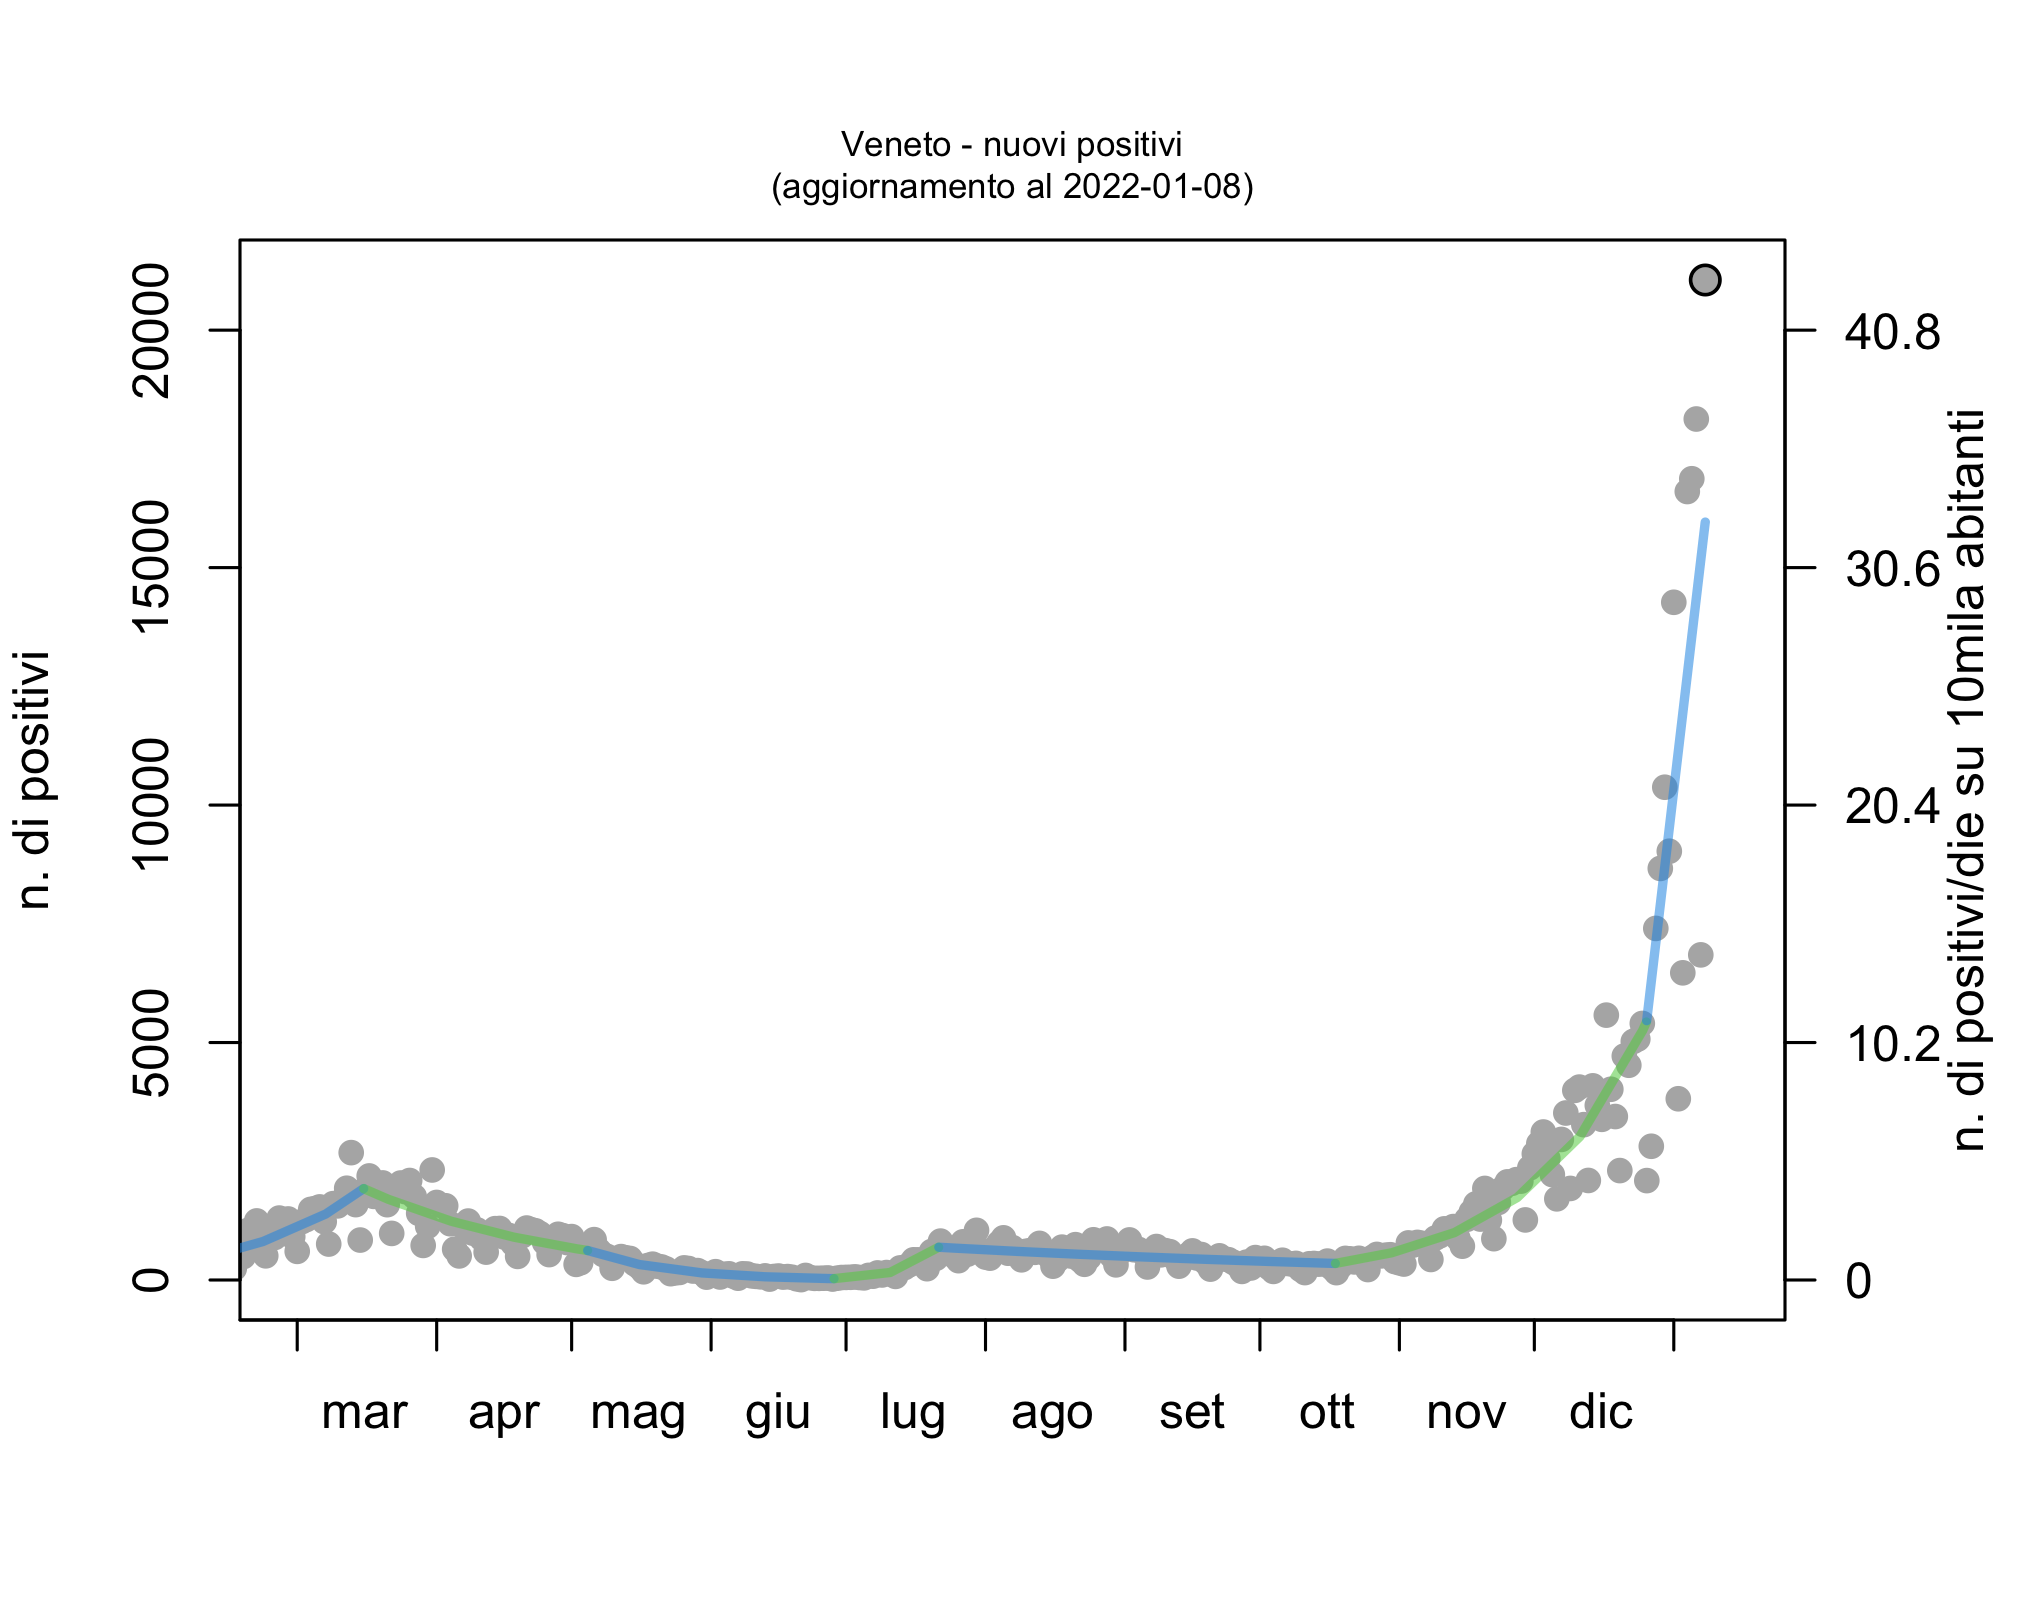 Veneto - nuovi positivi
(aggiornamento al 2022-01-08)
n. di positivi
20000
15000
10000
5000
0
40.8
30.6
20.4
10.2
0
n. di positivi/die su 10mila abitanti
mar apr mag giu lug ago set ott nov dic